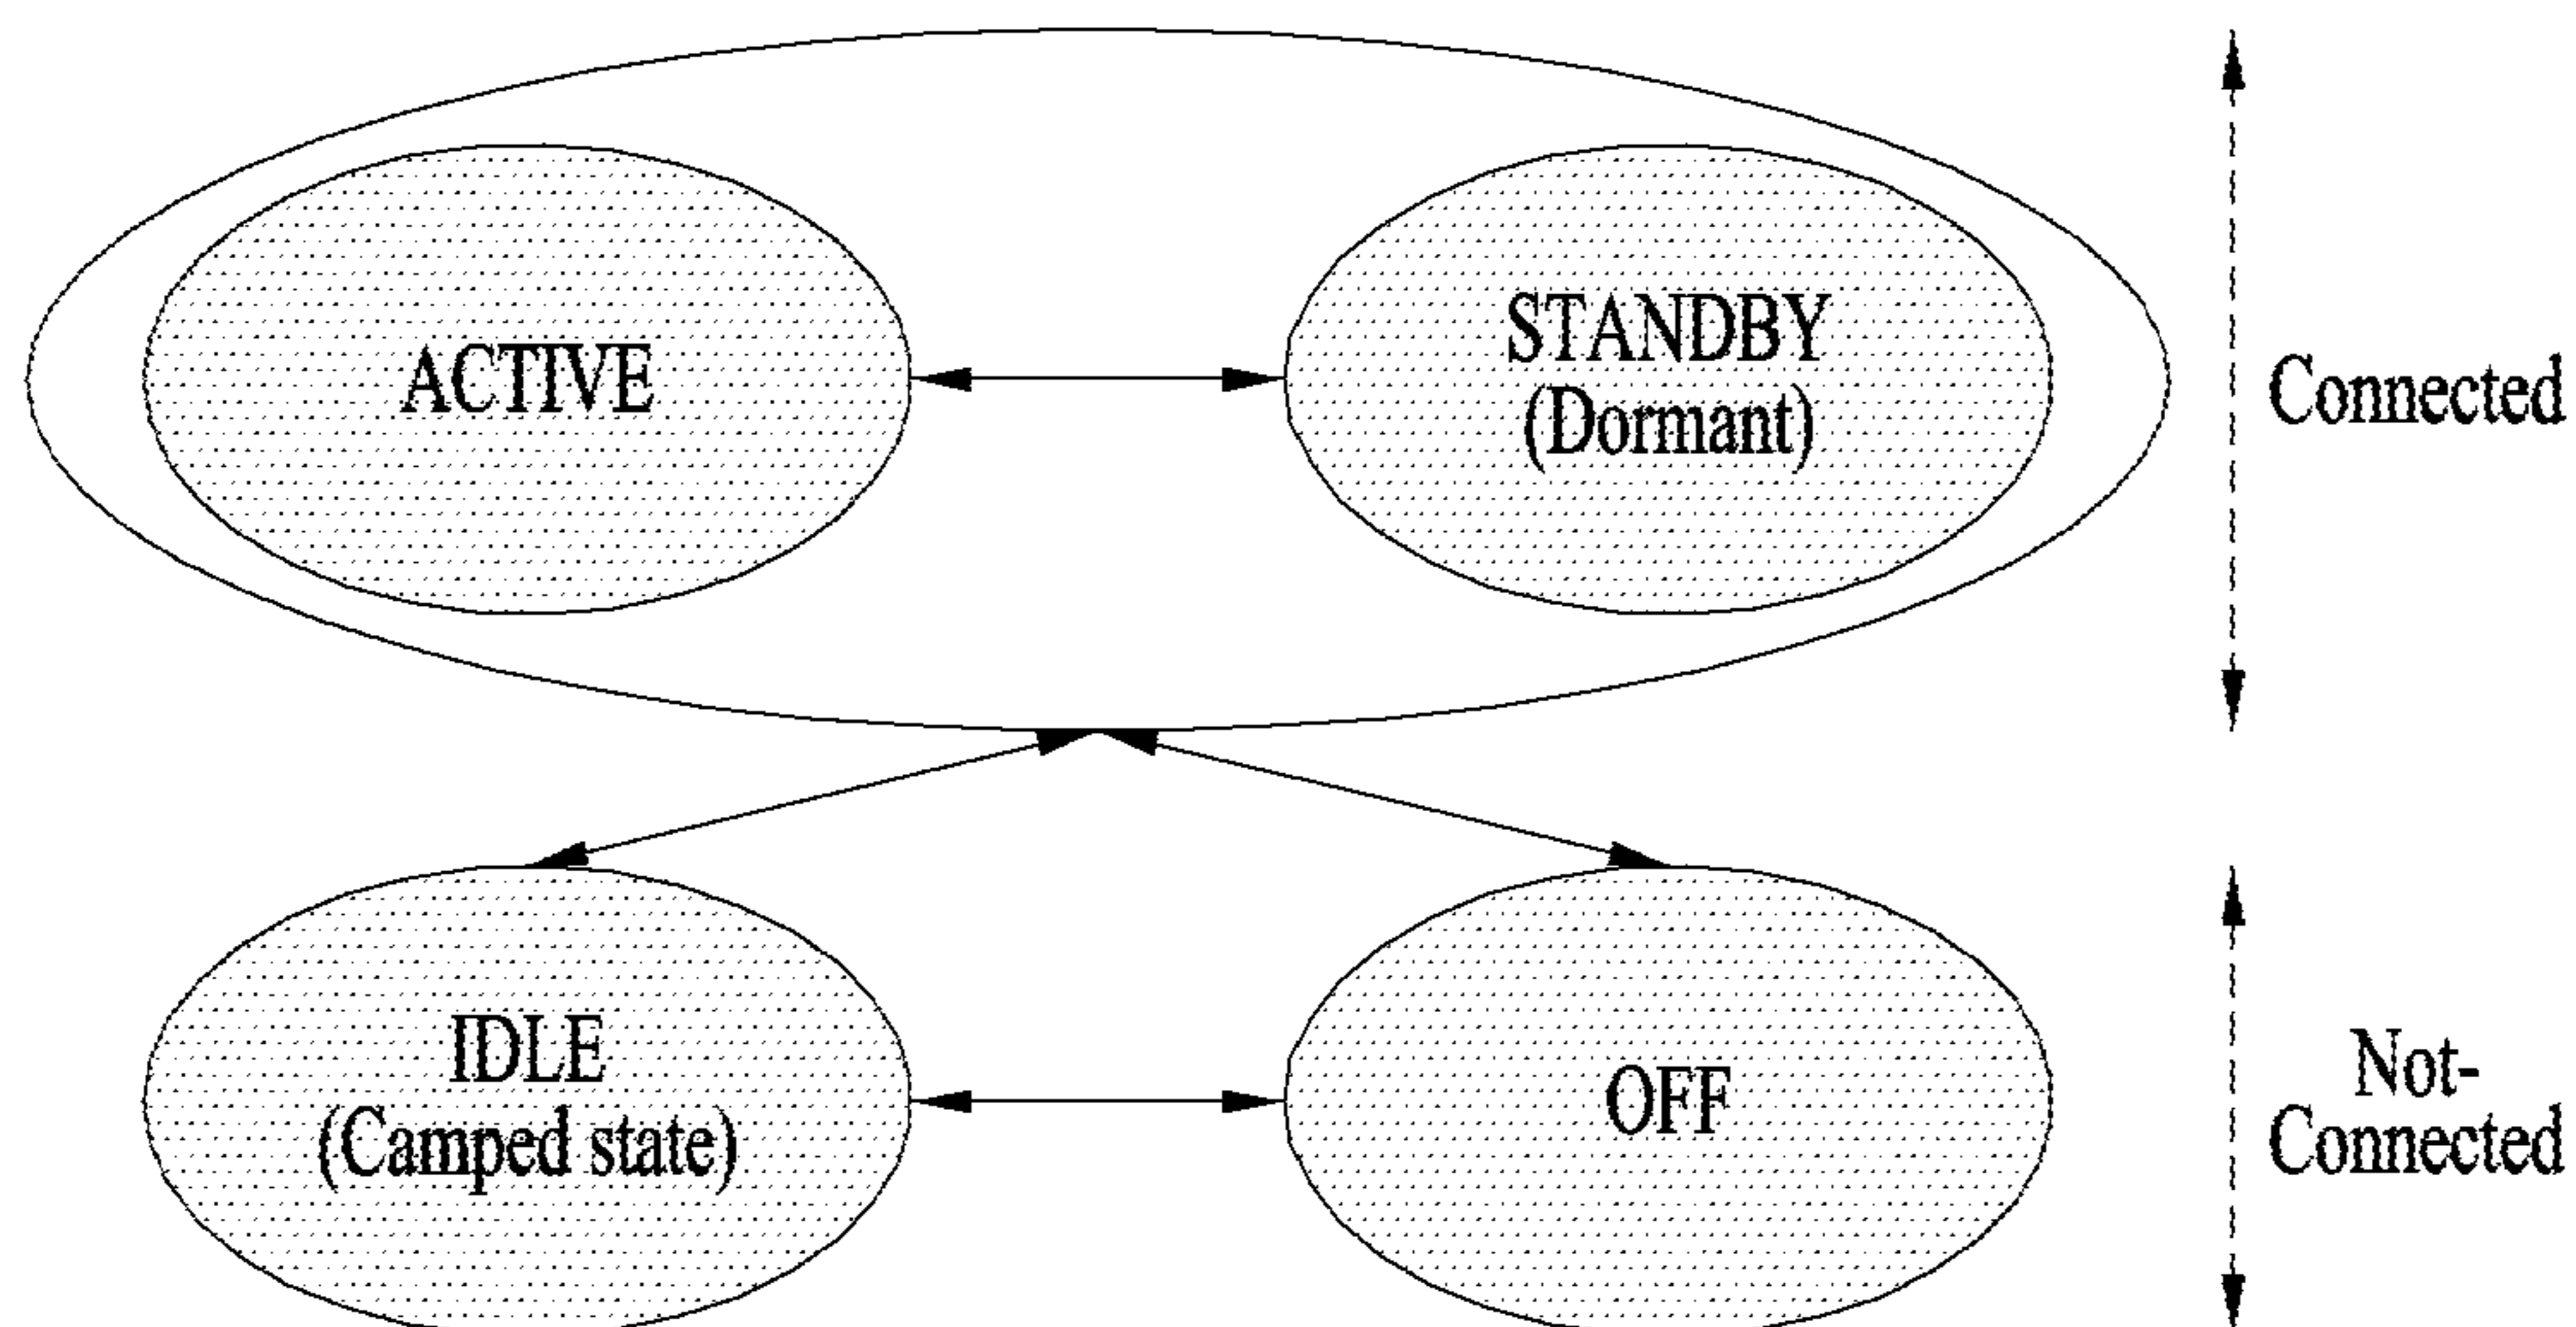 ACTIVE
STANDBY
(Dormant)
Connected
IDLE
(Camped state)
OFF
Not-
Connected